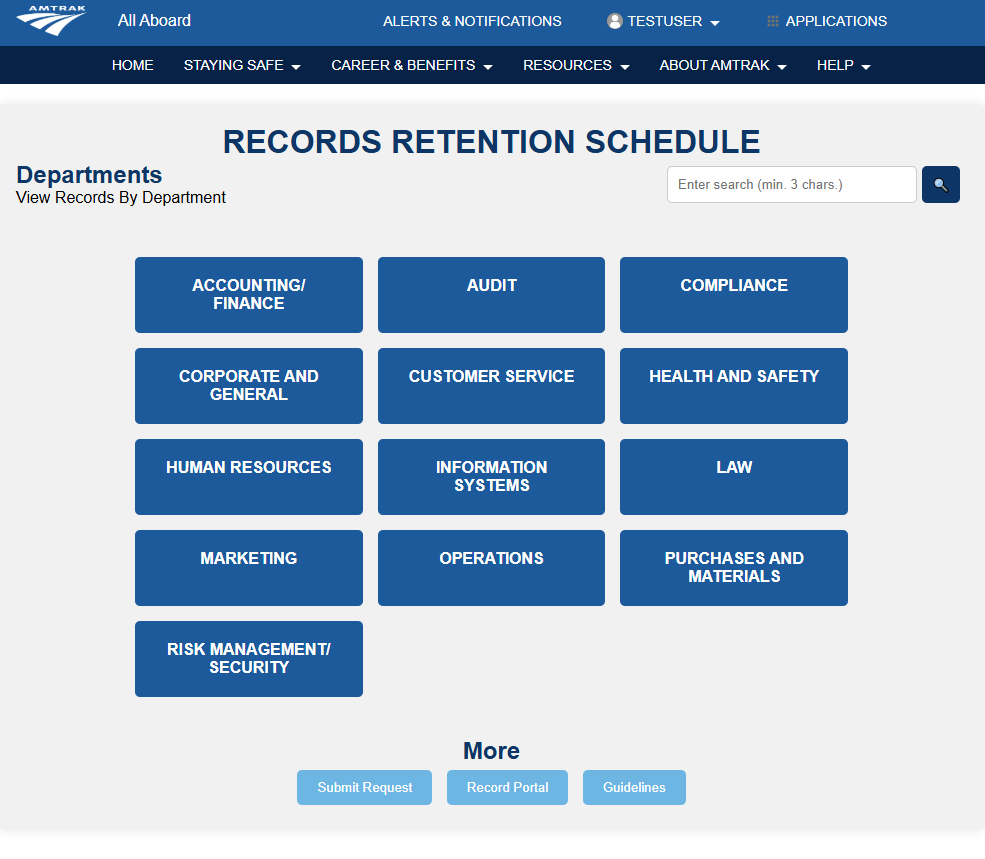 AMTRAK
All Aboard
ALERTS & NOTIFICATIONS
TESTUSER
APPLICATIONS
HOME
STAYING SAFE
CAREER & BENEFITS
RESOURCES
ABOUT AMTRAK
HELP
RECORDS RETENTION SCHEDULE
Departments
View Records By Department
Enter search (min. 3 chars.)
ACCOUNTING/
FINANCE
AUDIT
COMPLIANCE
CORPORATE AND
GENERAL
CUSTOMER SERVICE
HEALTH AND SAFETY
HUMAN RESOURCES
INFORMATION
SYSTEMS
LAW
MARKETING
OPERATIONS
PURCHASES AND
MATERIALS
RISK MANAGEMENT/
SECURITY
More
Submit Request
Record Portal
Guidelines